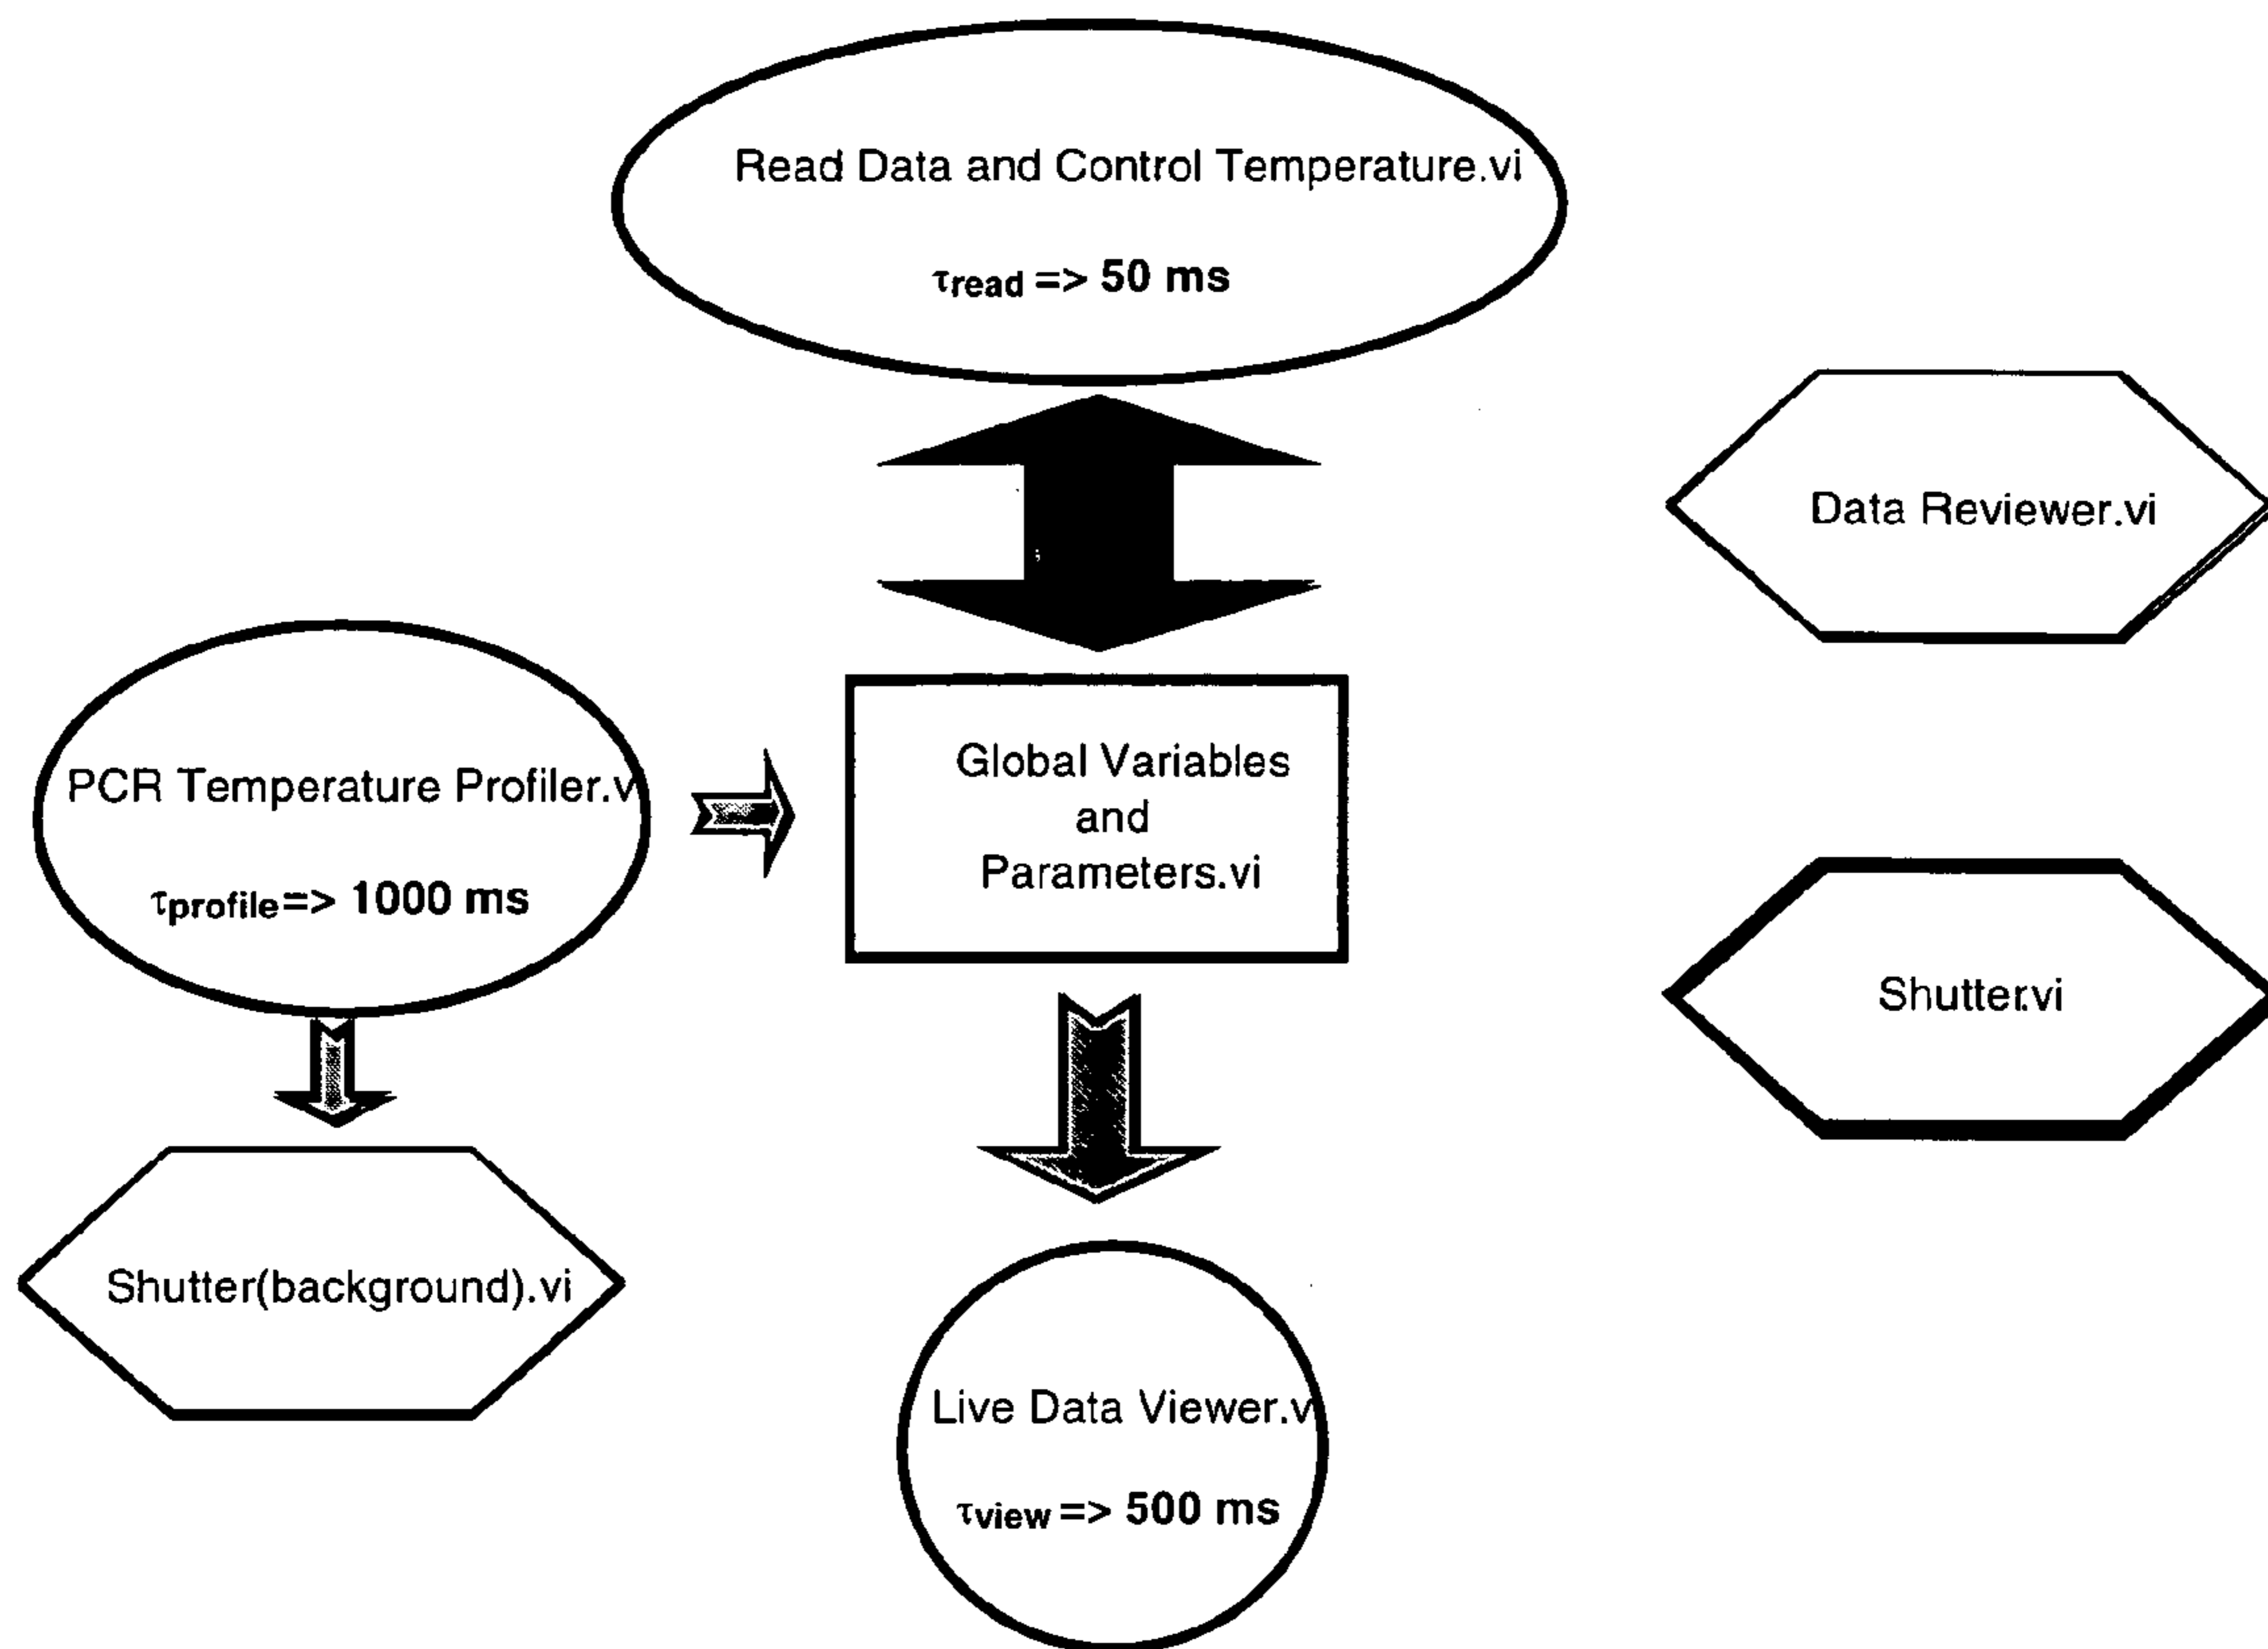 Read Data and Control Temperature.vi
τread => 50 ms
Data Reviewer.vi
PCR Temperature Profiler.v
τprofile=> 1000 ms
Global Variables
and
Parameters.vi
Shutter.vi
Shutter(background).vi
Live Data Viewer.v
τview => 500 ms